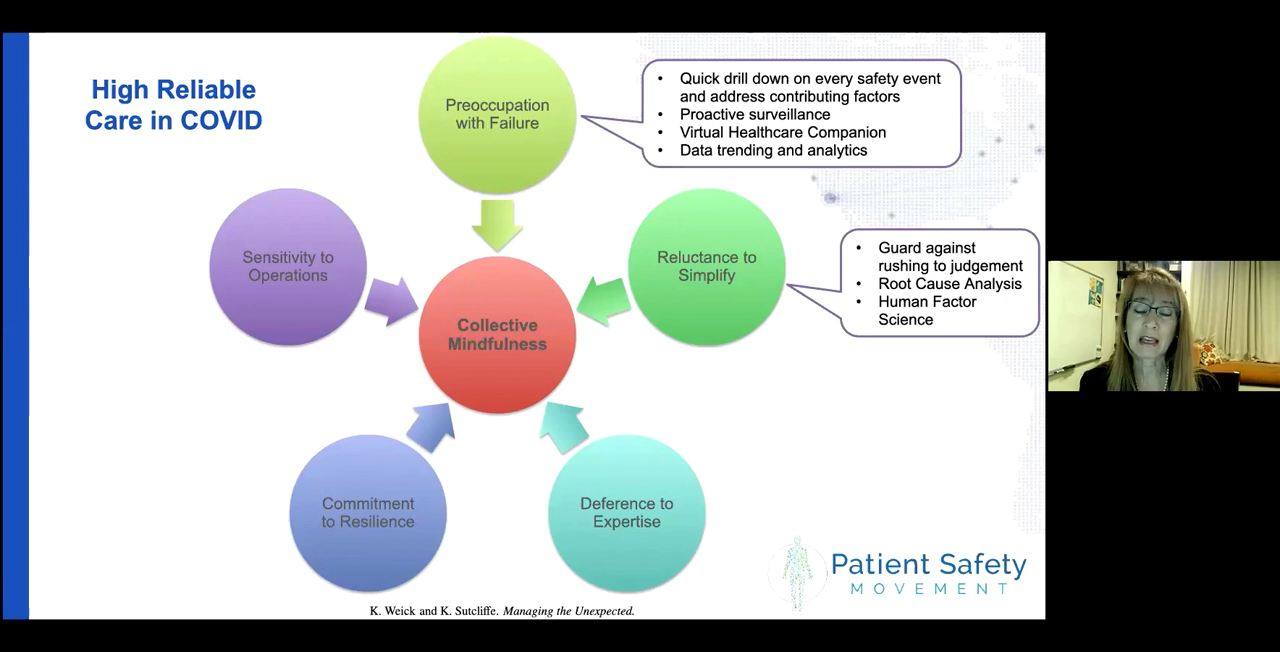 High Reliable
Care in COVID
Preoccupation
with Failure
• Quick drill down on every safety event
and address contributing factors
• Proactive surveillance
• Virtual Healthcare Companion
• Data trending and analytics
Sensitivity to
Operations
Reluctance to
Simplify
• Guard against
rushing to judgement
• Root Cause Analysis
• Human Factor
Science
Collective
Mindfulness
Commitment
to Resilience
Deference to
Expertise
Patient Safety
MOVEMENT
K. Weick and K. Sutcliffe. Managing the Unexpected.